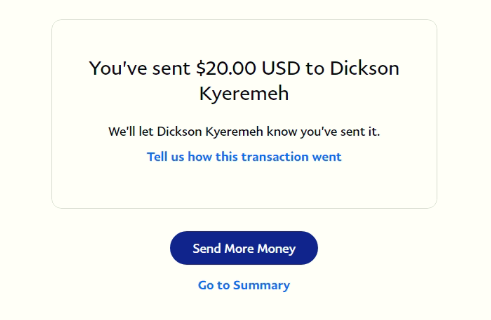 You've sent $20.00 USD to Dickson
Kyeremeh
We'll let Dickson Kyeremeh know you've sent it.
Tell us how this transaction went
Send More Money
Go to Summary